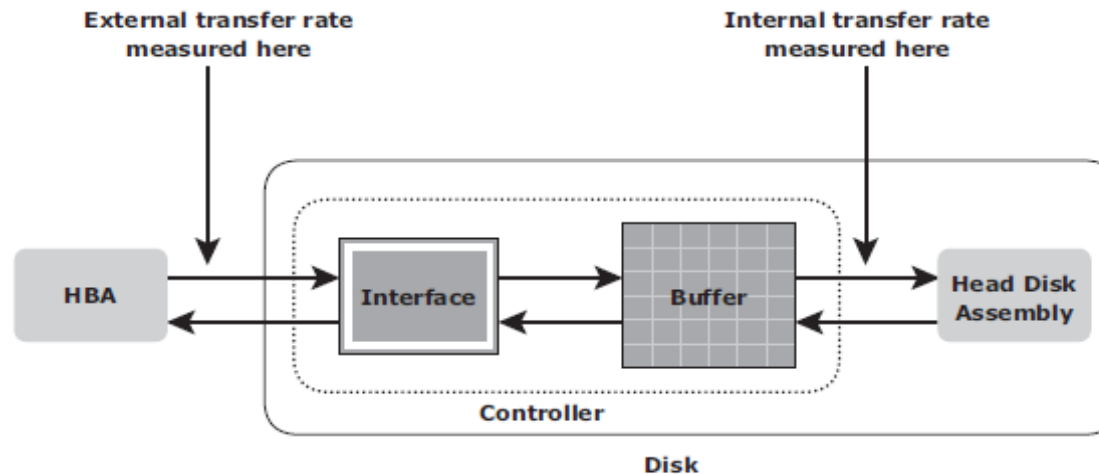 External transfer rate
measured here
Internal transfer rate
measured here
HBA
Interface
Buffer
Head Disk
Assembly
Controller
Disk